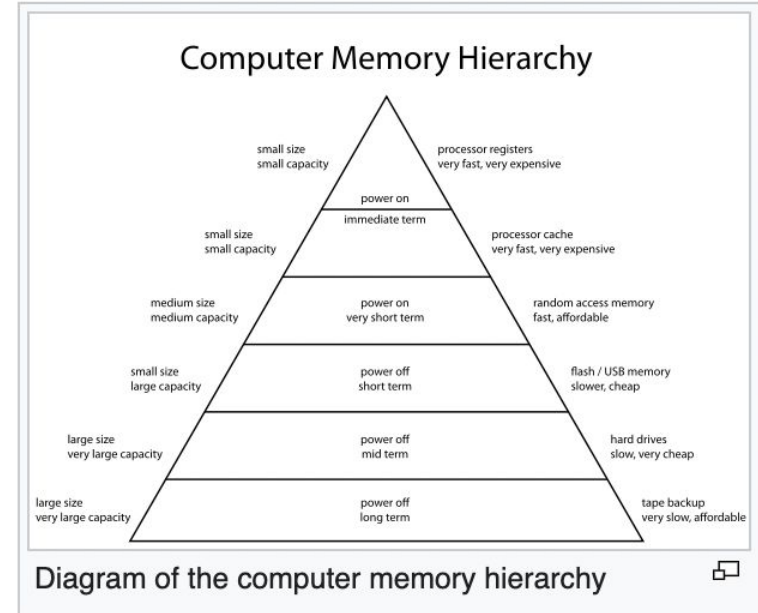 Computer Memory Hierarchy
small size
small capacity
processor registers
very fast, very expensive
power on
immediate term
small size
small capacity
processor cache
very fast, very expensive
medium size
medium capacity
power on
very short term
random access memory
fast, affordable
small size
large capacity
power off
short term
flash / USB memory
slower, cheap
large size
very large capacity
power off
mid term
hard drives
slow, very cheap
large size
very large capacity
power off
long term
tape backup
very slow, affordable
Diagram of the computer memory hierarchy